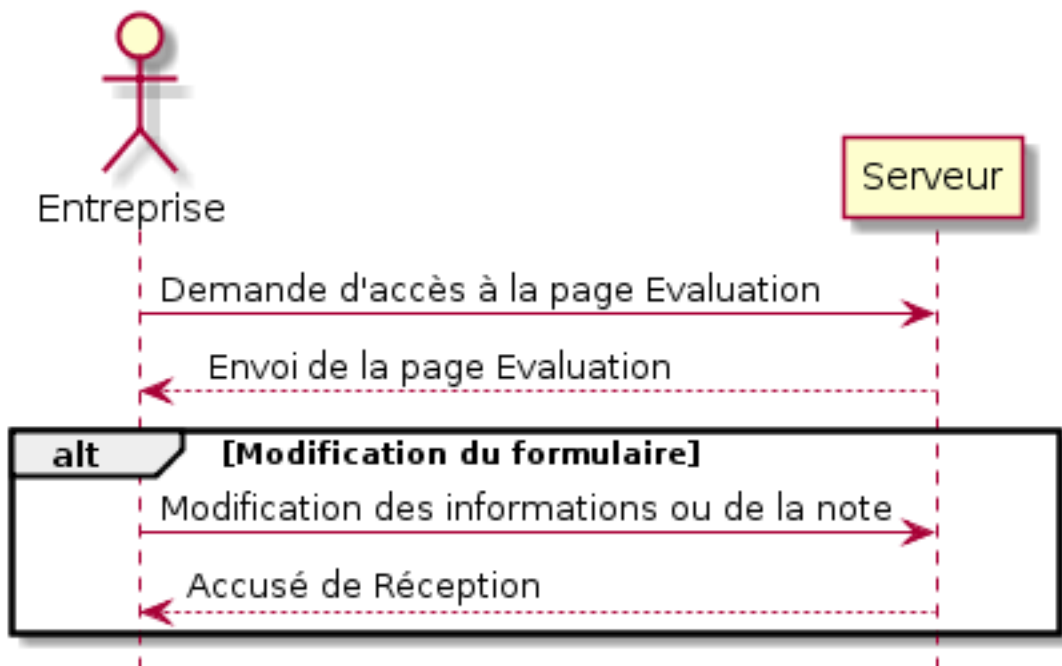 Entreprise
Serveur
Demande d'accès à la page Evaluation
Envoi de la page Evaluation
alt [Modification du formulaire]
Modification des informations ou de la note
Accusé de Réception